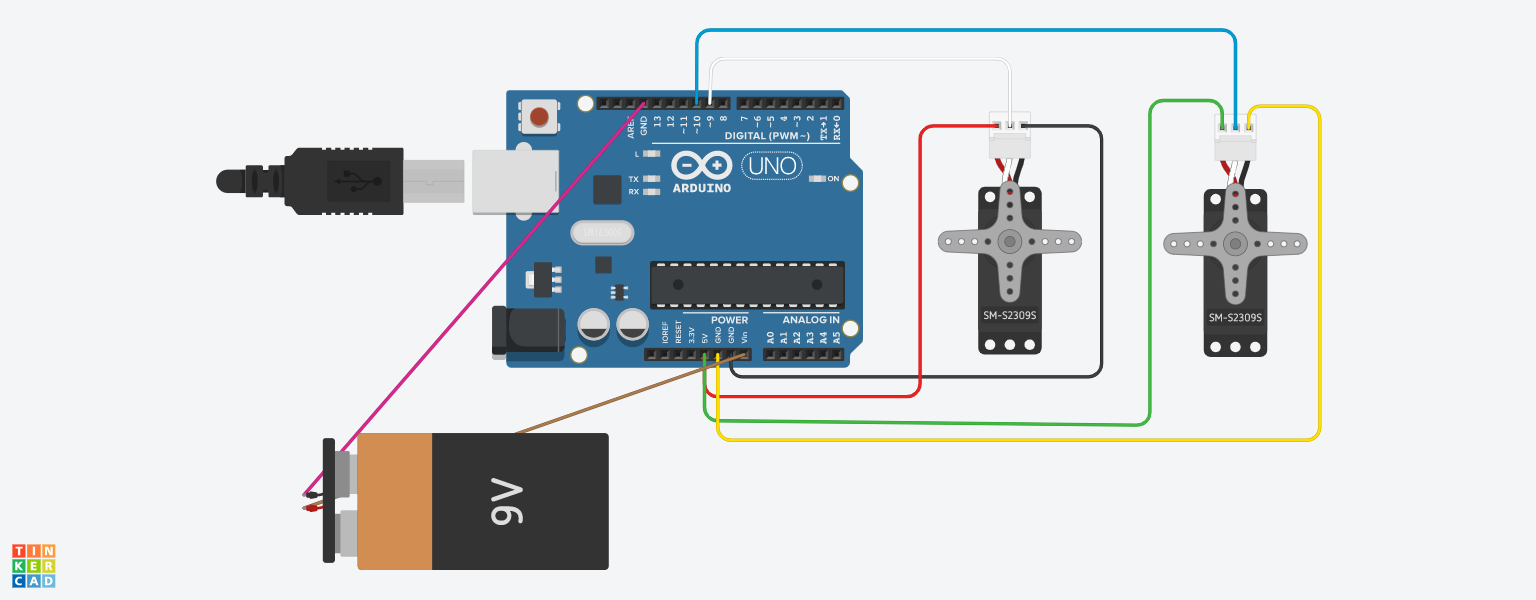 AREF
GND
13
12
~11
~10
~9
8
7
~6
~5
4
~3
2
TX→1
RX←0
DIGITAL (PWM~)
L
TX
RX
ARDUINO
UNO
ON
POWER
ANALOG IN
IOREF
RESET
3.3V
5V
GND
GND
Vin
A0
A1
A2
A3
A4
A5
SM-S2309S
SM-S2309S
9V
TIN
KER
CAD